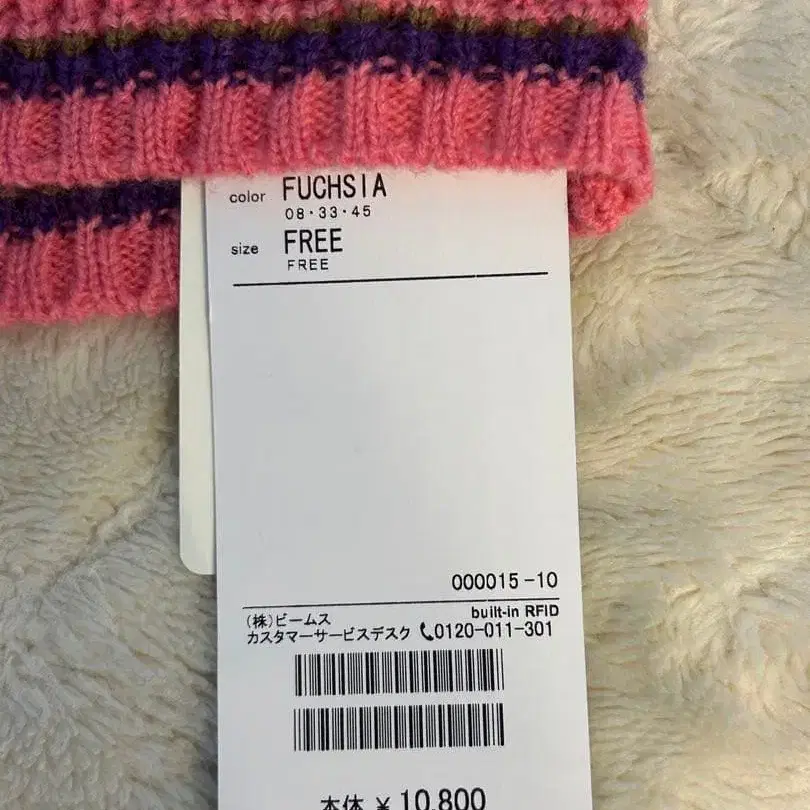 color FUCHSIA
08・33・45
size FREE
FREE
000015-10
built-in RFID
(株)ビームス
カスタマーサービスデスク 📞0120-011-301
本体 ¥10,800